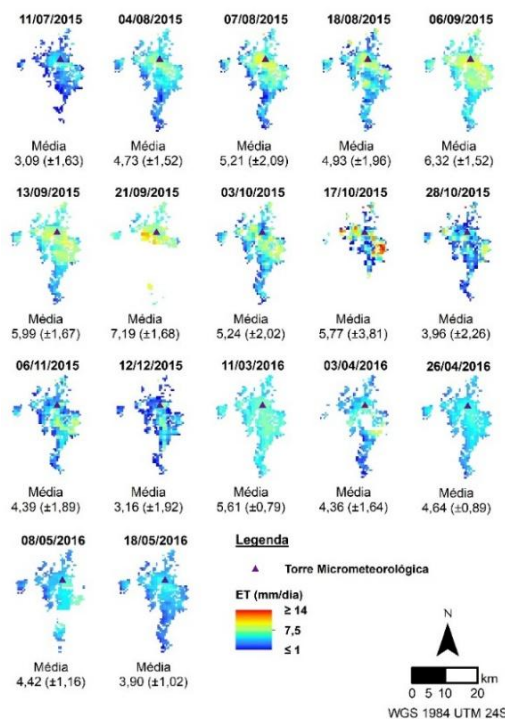 11/07/2015 04/08/2015 07/08/2015 18/08/2015 06/09/2015
Média Média Média Média Média
3,09 (±1,63) 4,73 (±1,52) 5,21 (±2,09) 4,93 (±1,96) 6,32 (±1,52)
13/09/2015 21/09/2015 03/10/2015 17/10/2015 28/10/2015
Média Média Média Média Média
5,99 (±1,67) 7,19 (±1,68) 5,24 (±2,02) 5,77 (±3,81) 3,96 (±2,26)
06/11/2015 12/12/2015 11/03/2016 03/04/2016 26/04/2016
Média Média Média Média Média
4,39 (±1,89) 3,16 (±1,92) 5,61 (±0,79) 4,36 (±1,64) 4,64 (±0,89)
08/05/2016 18/05/2016
Média Média
4,42 (±1,16) 3,90 (±1,02)
Legenda
Torre Micrometeorológica
ET (mm/dia)
≥ 14
7,5
≤ 1
N
km
0 5 10 20
WGS 1984 UTM 24S